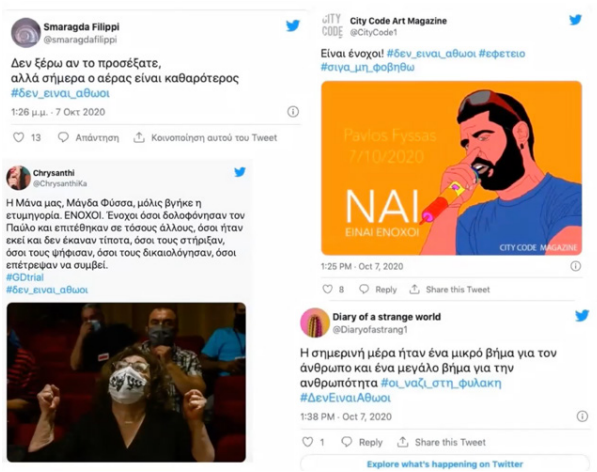 Smaragda Filippi
@smaragdafilippi
Δεν ξέρω αν το προσέξατε,
αλλά σήμερα ο αέρας είναι καθαρότερος
#δεν_ειναι_αθωοι
1:26 μ.μ. · 7 Οκτ 2020
13 Απάντηση Κοινοποίηση αυτού του Tweet
CITY CODE
City Code Art Magazine
@CityCode1
Είναι ένοχοι! #δεν_ειναι_αθωοι #εφετειο
#σιγα_μη_φοβηθω
Pavlos Fyssas
7/10/2020
ΝΑΙ
ΕΙΝΑΙ ΕΝΟΧΟΙ
CITY CODE MAGAZINE
1:25 PM · Oct 7, 2020
8 Reply Share this Tweet
Chrysanthi
@ChrysanthiKa
Η Μάνα μας, Μάγδα Φύσσα, μόλις βγήκε η
ετυμηγορία. ΕΝΟΧΟΙ. Ένοχοι όσοι δολοφόνησαν τον
Παύλο και επιτέθηκαν σε τόσους άλλους, όσοι ήταν
εκεί και δεν έκαναν τίποτα, όσοι τους στήριξαν,
όσοι τους ψήφισαν, όσοι τους δικαιολόγησαν, όσοι
επέτρεψαν να συμβεί.
#GDtrial
#δεν_ειναι_αθωοι
Diary of a strange world
@Diaryofastrang1
Η σημερινή μέρα ήταν ένα μικρό βήμα για τον
άνθρωπο και ένα μεγάλο βήμα για την
ανθρωπότητα #οι_ναζι_στη_φυλακη
#ΔενΕιναιΑθωοι
1:38 PM · Oct 7, 2020
1 Reply Share this Tweet
Explore what's happening on Twitter